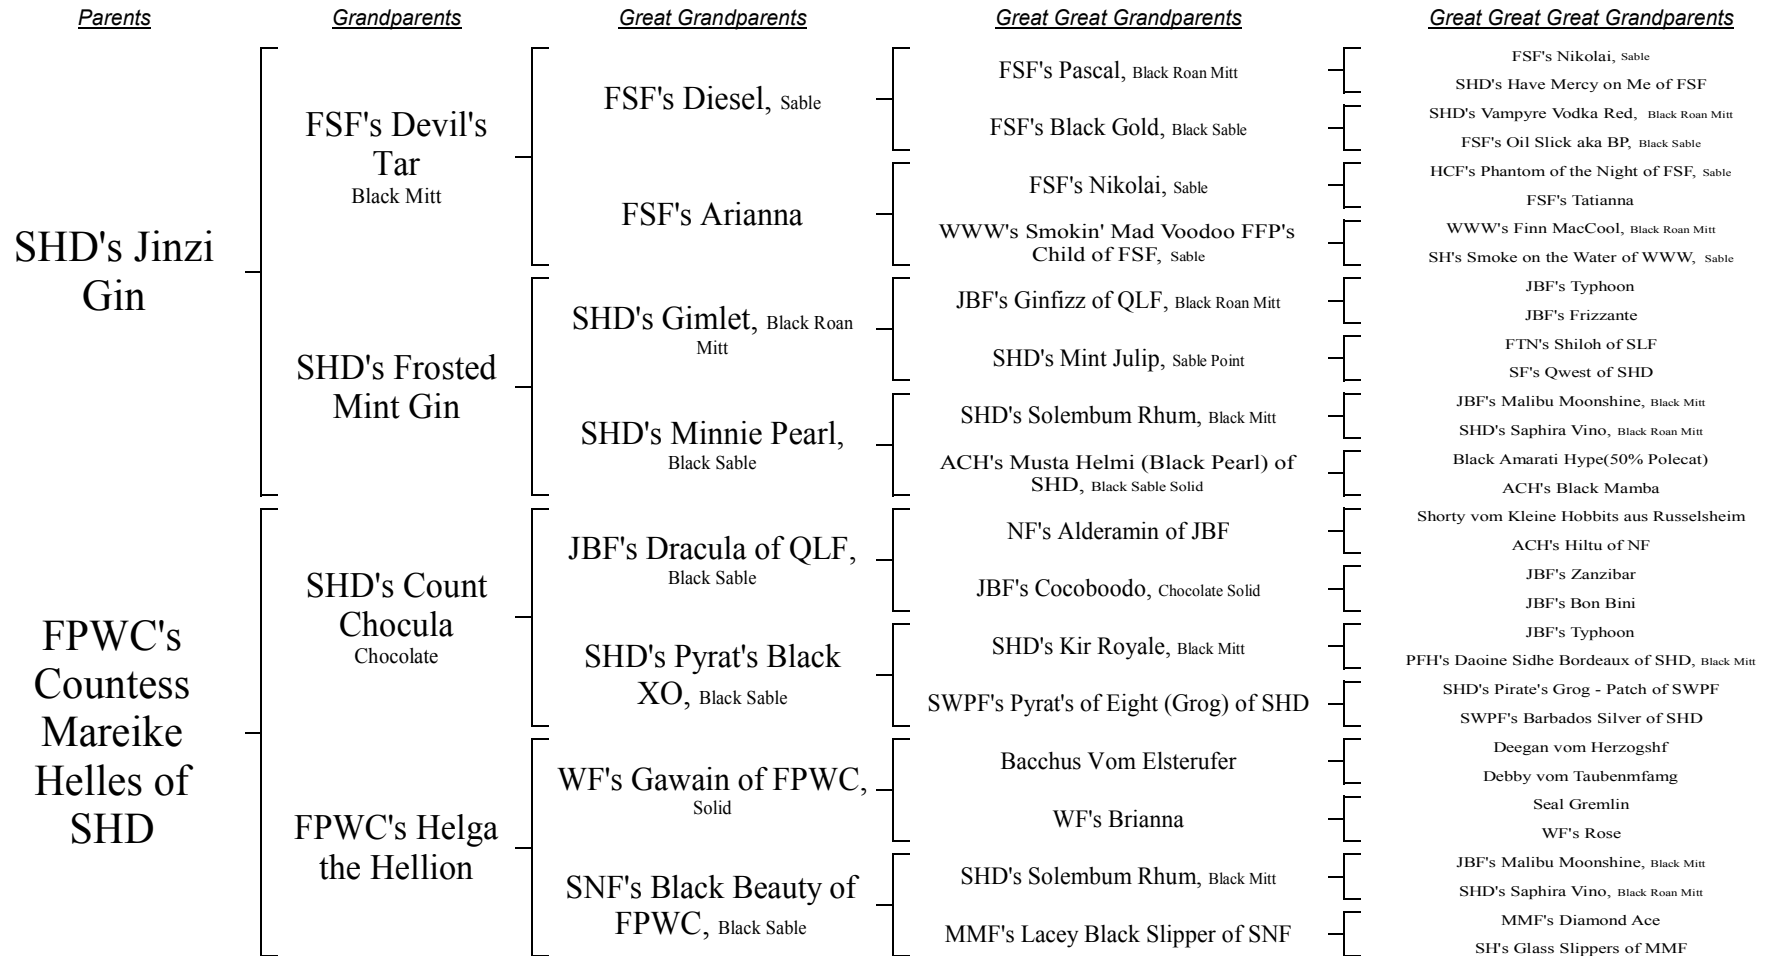 Parents
Grandparents
Great Grandparents
Great Great Grandparents
Great Great Great Grandparents
SHD's Jinzi
Gin
FPWC's
Countess
Mareike
Helles of
SHD
FSF's Devil's
Tar
Black Mitt
SHD's Frosted
Mint Gin
SHD's Count
Chocula
Chocolate
FPWC's Helga
the Hellion
FSF's Diesel, Sable
FSF's Arianna
SHD's Gimlet, Black Roan
Mitt
SHD's Minnie Pearl,
Black Sable
JBF's Dracula of QLF,
Black Sable
SHD's Pyrat's Black
XO, Black Sable
WF's Gawain of FPWC,
Solid
SNF's Black Beauty of
FPWC, Black Sable
FSF's Pascal, Black Roan Mitt
FSF's Black Gold, Black Sable
FSF's Nikolai, Sable
WWW's Smokin' Mad Voodoo FFP's
Child of FSF, Sable
JBF's Ginfizz of QLF, Black Roan Mitt
SHD's Mint Julip, Sable Point
SHD's Solembum Rhum, Black Mitt
ACH's Musta Helmi (Black Pearl) of
SHD, Black Sable Solid
NF's Alderamin of JBF
JBF's Cocoboodo, Chocolate Solid
SHD's Kir Royale, Black Mitt
SWPF's Pyrat's of Eight (Grog) of SHD
Bacchus Vom Elsterufer
WF's Brianna
SHD's Solembum Rhum, Black Mitt
MMF's Lacey Black Slipper of SNF
FSF's Nikolai, Sable
SHD's Have Mercy on Me of FSF
SHD's Vampyre Vodka Red, Black Roan Mitt
FSF's Oil Slick aka BP, Black Sable
HCF's Phantom of the Night of FSF, Sable
FSF's Tatianna
WWW's Finn MacCool, Black Roan Mitt
SH's Smoke on the Water of WWW, Sable
JBF's Typhoon
JBF's Frizzante
FTN's Shiloh of SLF
SF's Qwest of SHD
JBF's Malibu Moonshine, Black Mitt
SHD's Saphira Vino, Black Roan Mitt
Black Amarati Hype(50% Polecat)
ACH's Black Mamba
Shorty vom Kleine Hobbits aus Russelsheim
ACH's Hiltu of NF
JBF's Zanzibar
JBF's Bon Bini
JBF's Typhoon
PFH's Daoine Sidhe Bordeaux of SHD, Black Mitt
SHD's Pirate's Grog - Patch of SWPF
SWPF's Barbados Silver of SHD
Deegan vom Herzogshf
Debby vom Taubenmfamg
Seal Gremlin
WF's Rose
JBF's Malibu Moonshine, Black Mitt
SHD's Saphira Vino, Black Roan Mitt
MMF's Diamond Ace
SH's Glass Slippers of MMF